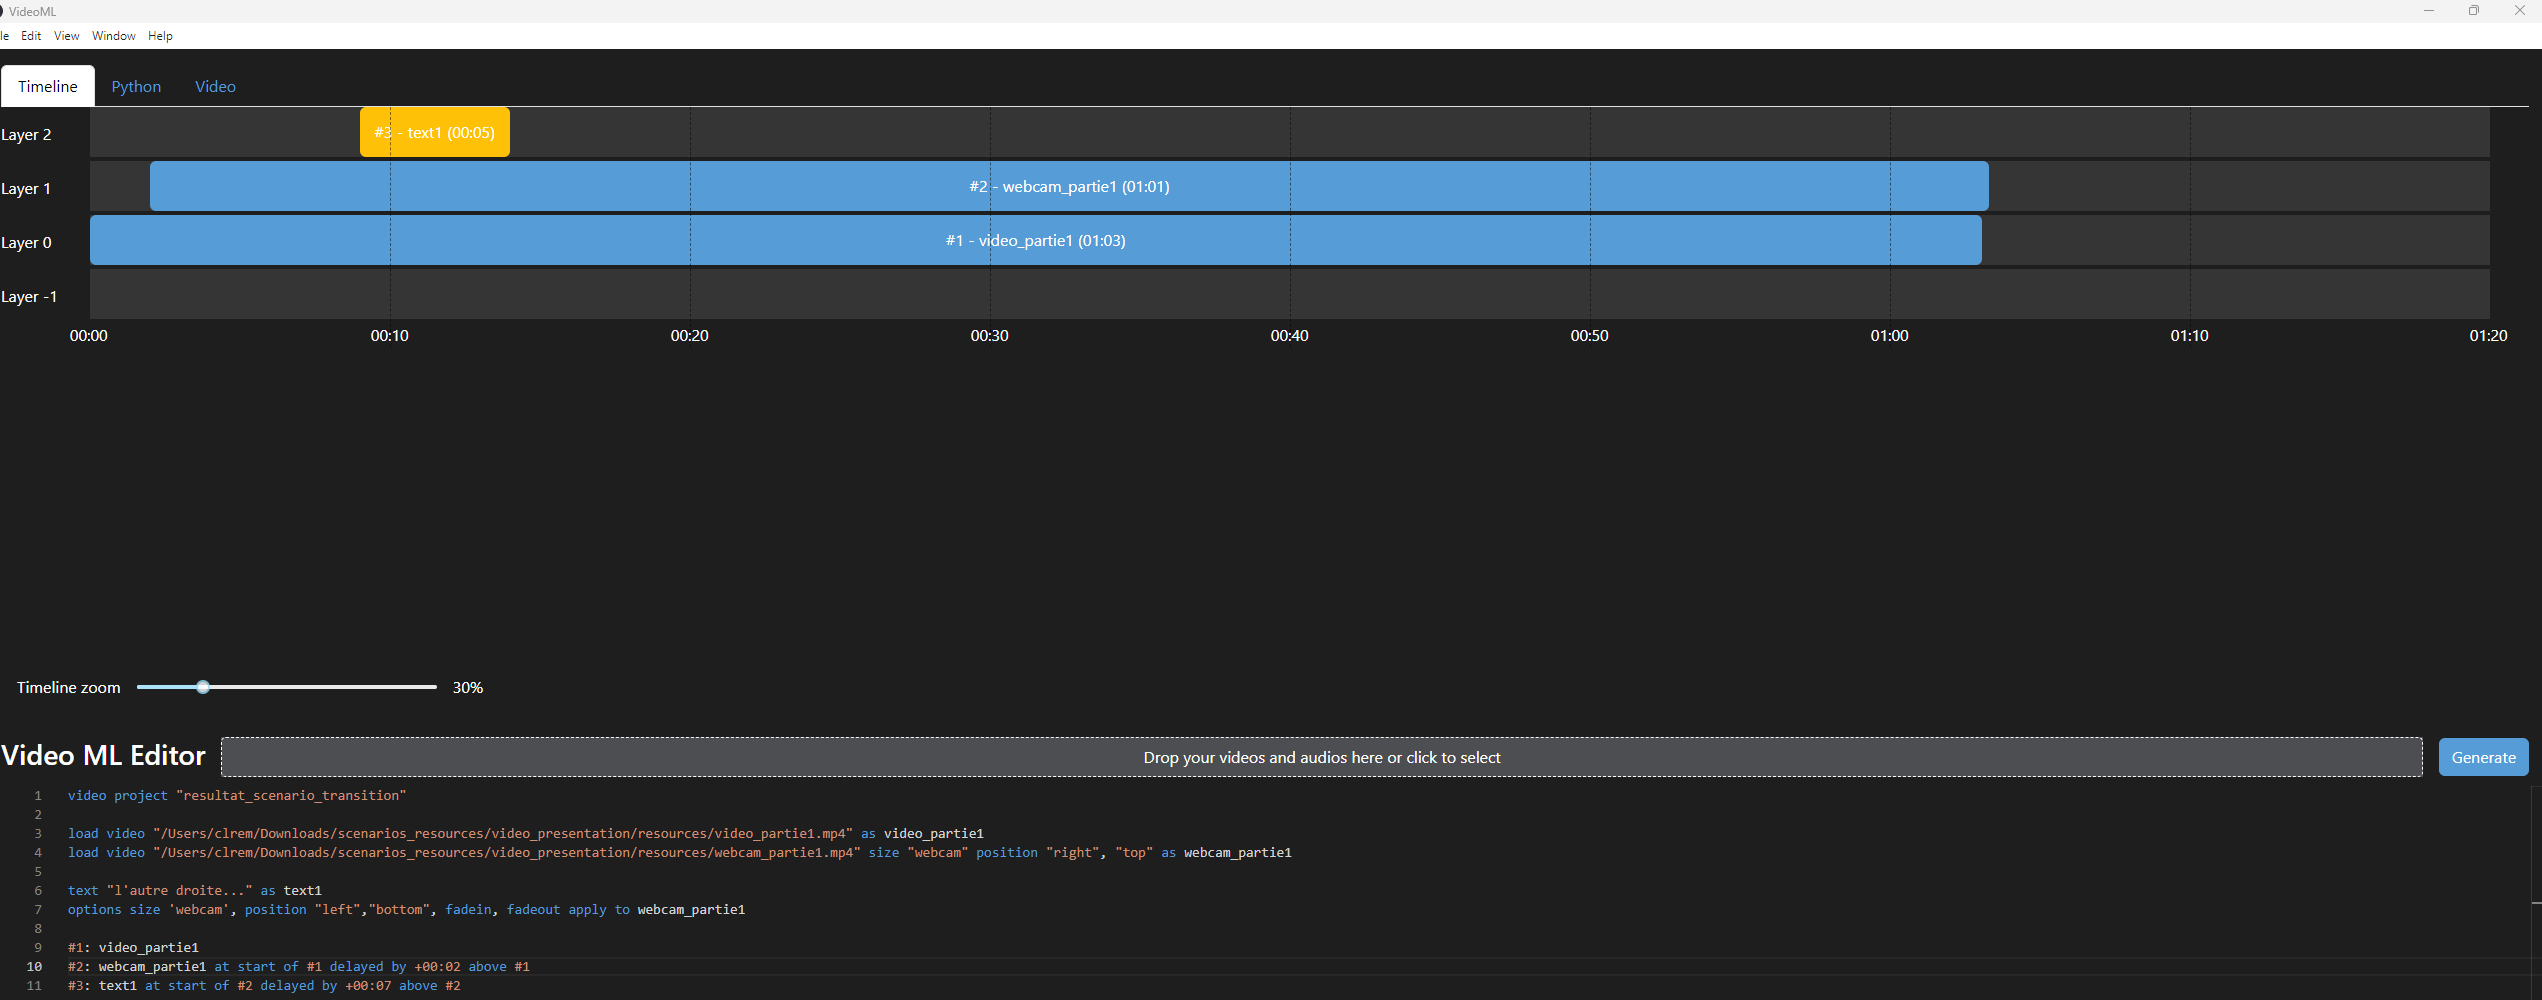 VideoML
le Edit View Window Help
Timeline Python Video
Layer 2
#3 - text1 (00:05)
Layer 1
#2 - webcam_partie1 (01:01)
Layer 0
#1 - video_partie1 (01:03)
Layer -1
00:00 00:10 00:20 00:30 00:40 00:50 01:00 01:10 01:20
Timeline zoom 30%
Video ML Editor Drop your videos and audios here or click to select Generate
1 video project "resultat_scenario_transition"
2
3 load video "/Users/clrem/Downloads/scenarios_resources/video_presentation/resources/video_partie1.mp4" as video_partie1
4 load video "/Users/clrem/Downloads/scenarios_resources/video_presentation/resources/webcam_partie1.mp4" size "webcam" position "right", "top" as webcam_partie1
5
6 text "l'autre droite..." as text1
7 options size 'webcam', position "left","bottom", fadein, fadeout apply to webcam_partie1
8
9 #1: video_partie1
10 #2: webcam_partie1 at start of #1 delayed by +00:02 above #1
11 #3: text1 at start of #2 delayed by +00:07 above #2